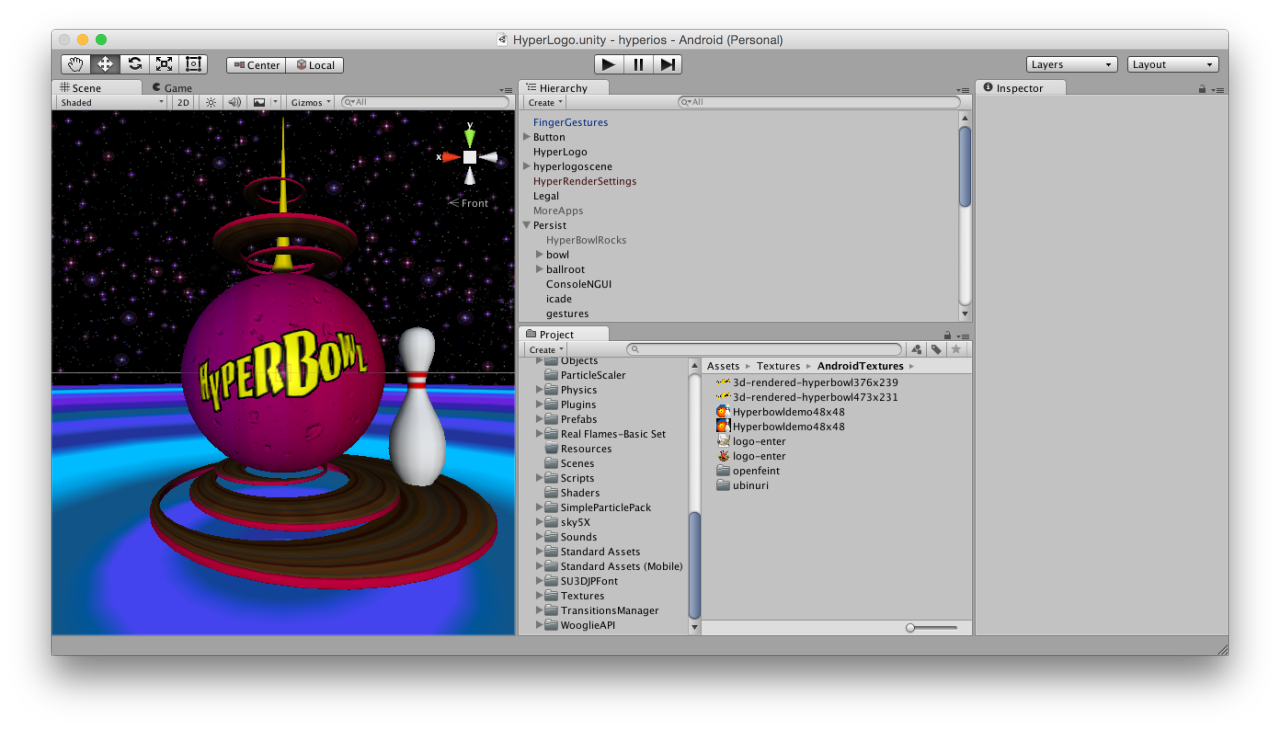 HyperLogo.unity - hyperios - Android (Personal)
Center Local
Layers Layout
Scene Game
Shaded 2D Gizmos All
y
x
Front
HYPERBOWL
Hierarchy
Create All
FingerGestures
Button
HyperLogo
hyperlogoscene
HyperRenderSettings
Legal
MoreApps
Persist
HyperBowlRocks
bowl
ballroot
ConsoleNGUI
icade
gestures
Project
Create
Objects
ParticleScaler
Physics
Plugins
Prefabs
Real Flames-Basic Set
Resources
Scenes
Scripts
Shaders
SimpleParticlePack
sky5X
Sounds
Standard Assets
Standard Assets (Mobile)
SU3DJPFont
Textures
TransitionsManager
WooglieAPI
Assets Textures AndroidTextures
3d-rendered-hyperbowl376x239
3d-rendered-hyperbowl473x231
Hyperbowldemo48x48
Hyperbowldemo48x48
logo-enter
logo-enter
openfeint
ubinuri
Inspector